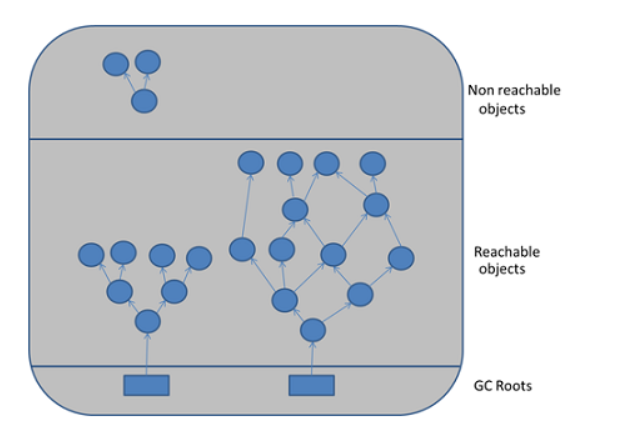 Non reachable
objects
Reachable
objects
GC Roots